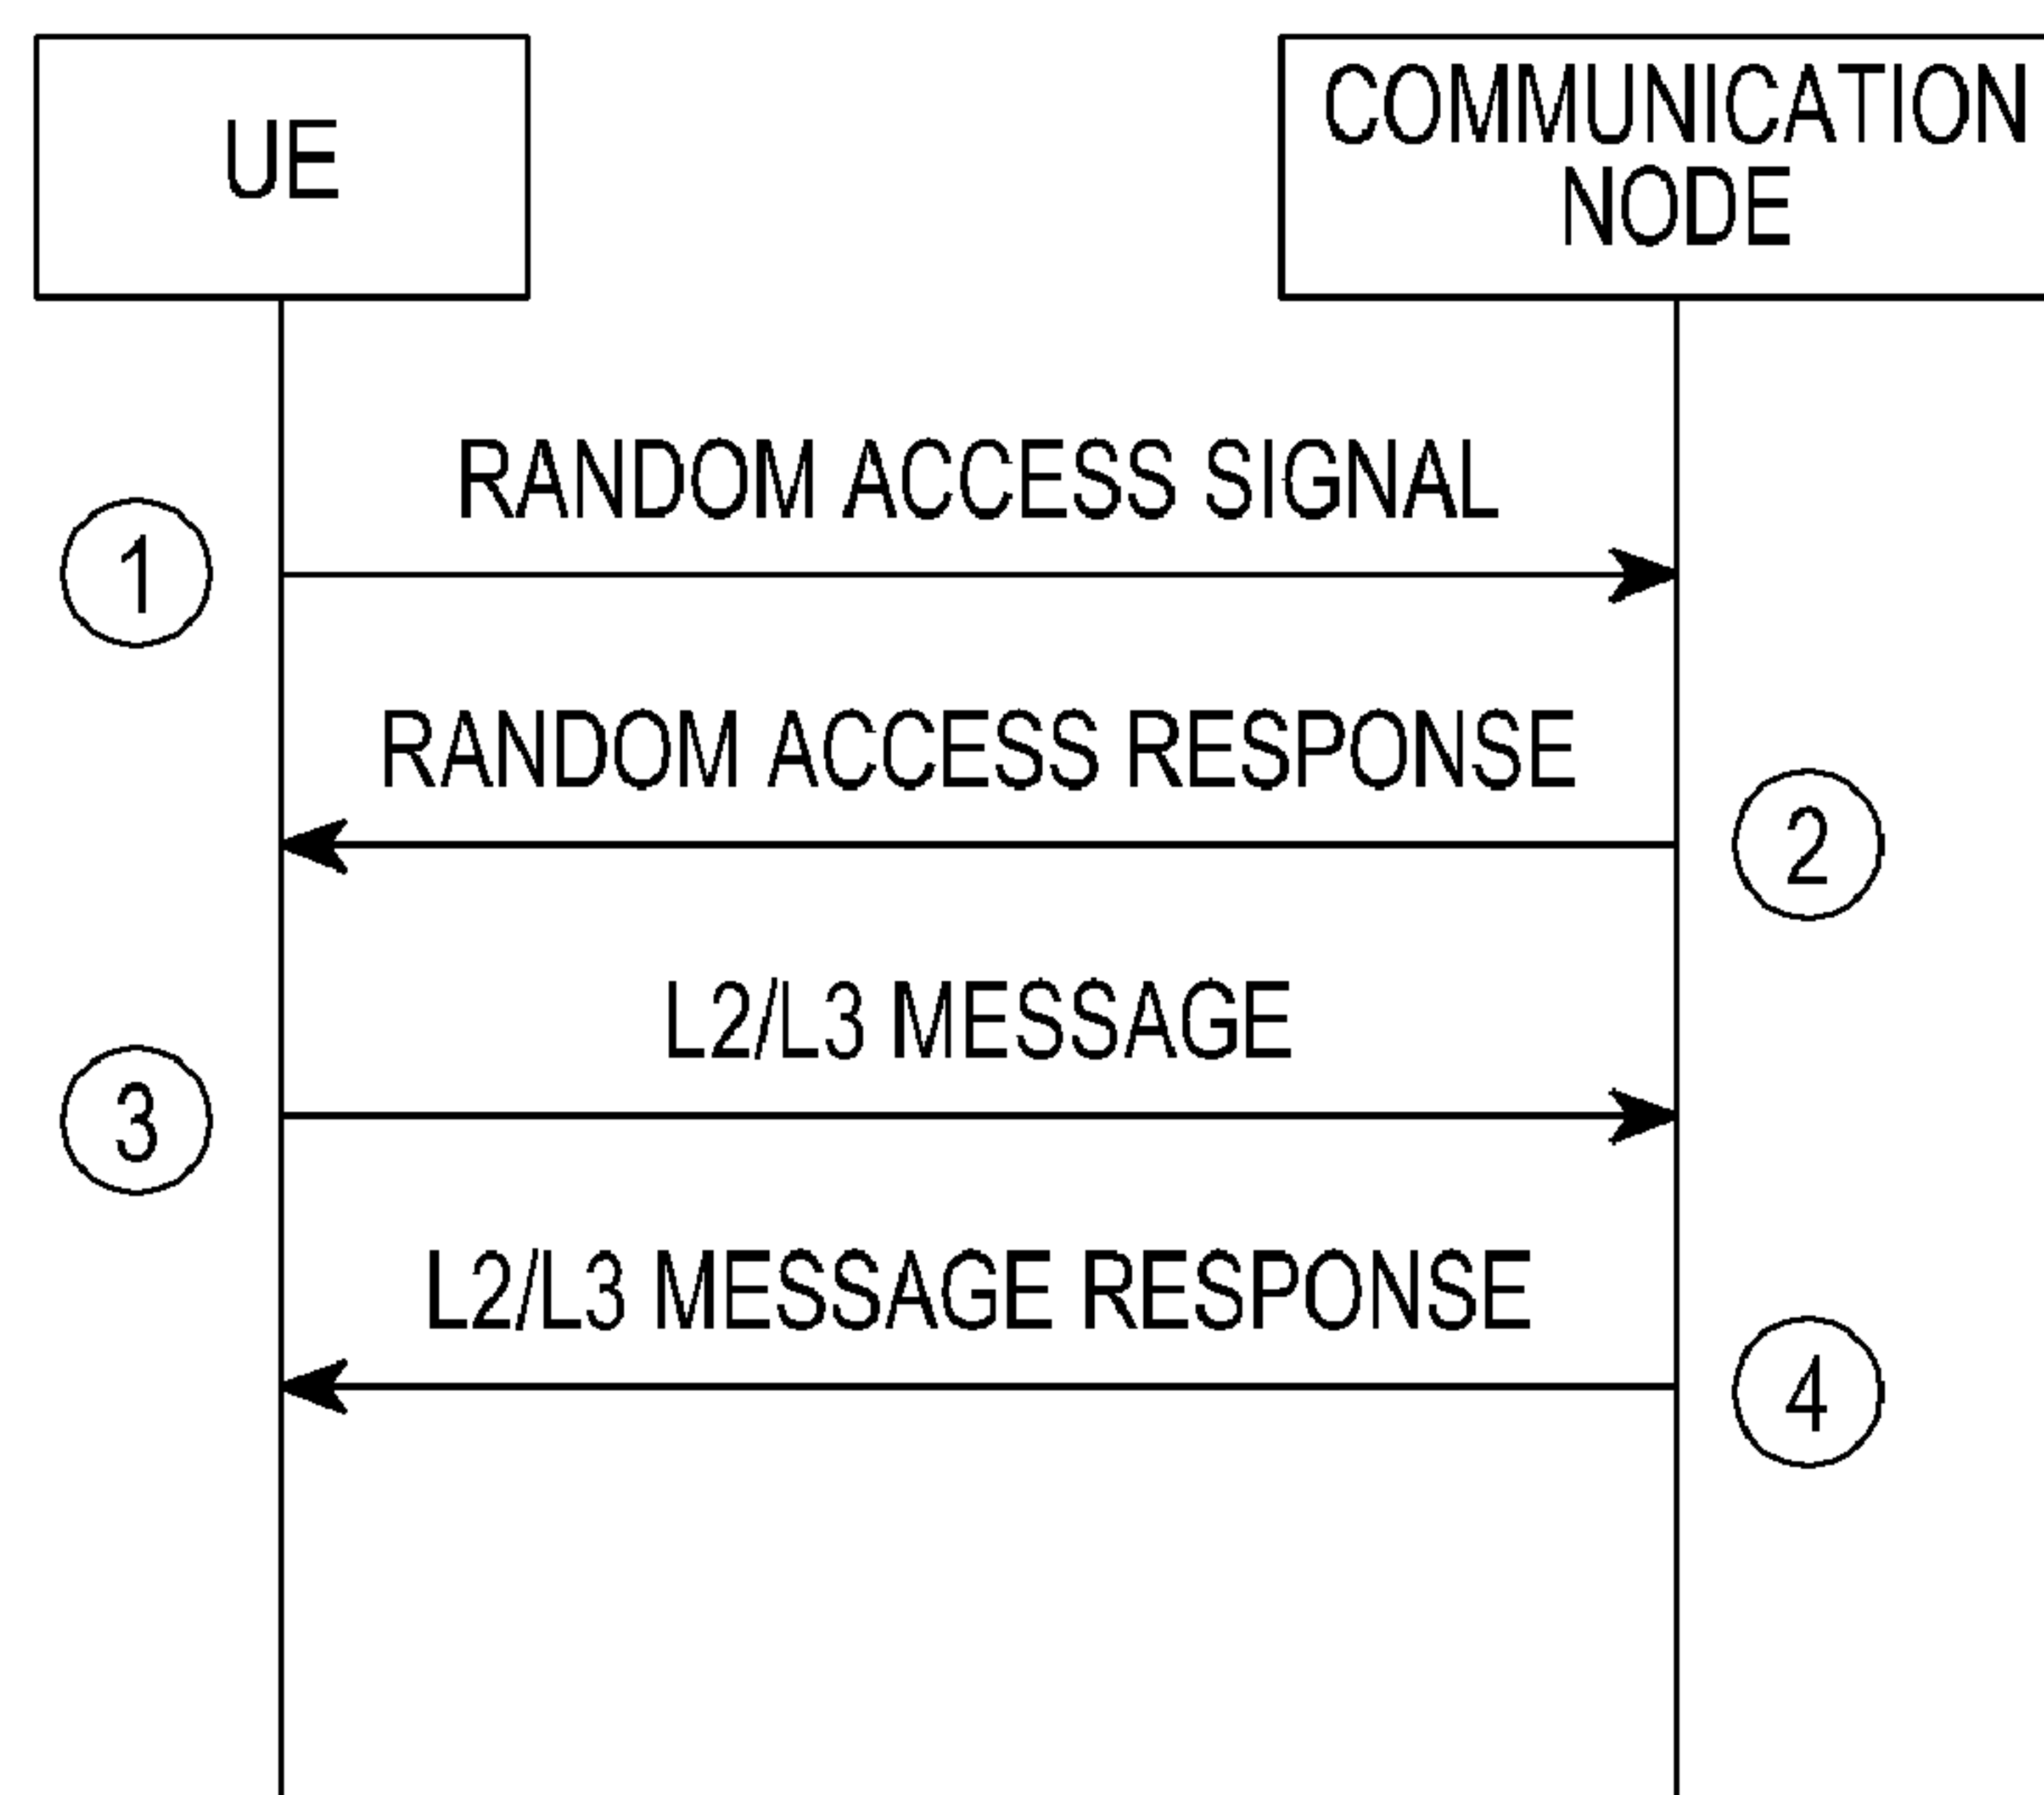 UE
COMMUNICATION
NODE
RANDOM ACCESS SIGNAL
1
RANDOM ACCESS RESPONSE
2
L2/L3 MESSAGE
3
L2/L3 MESSAGE RESPONSE
4